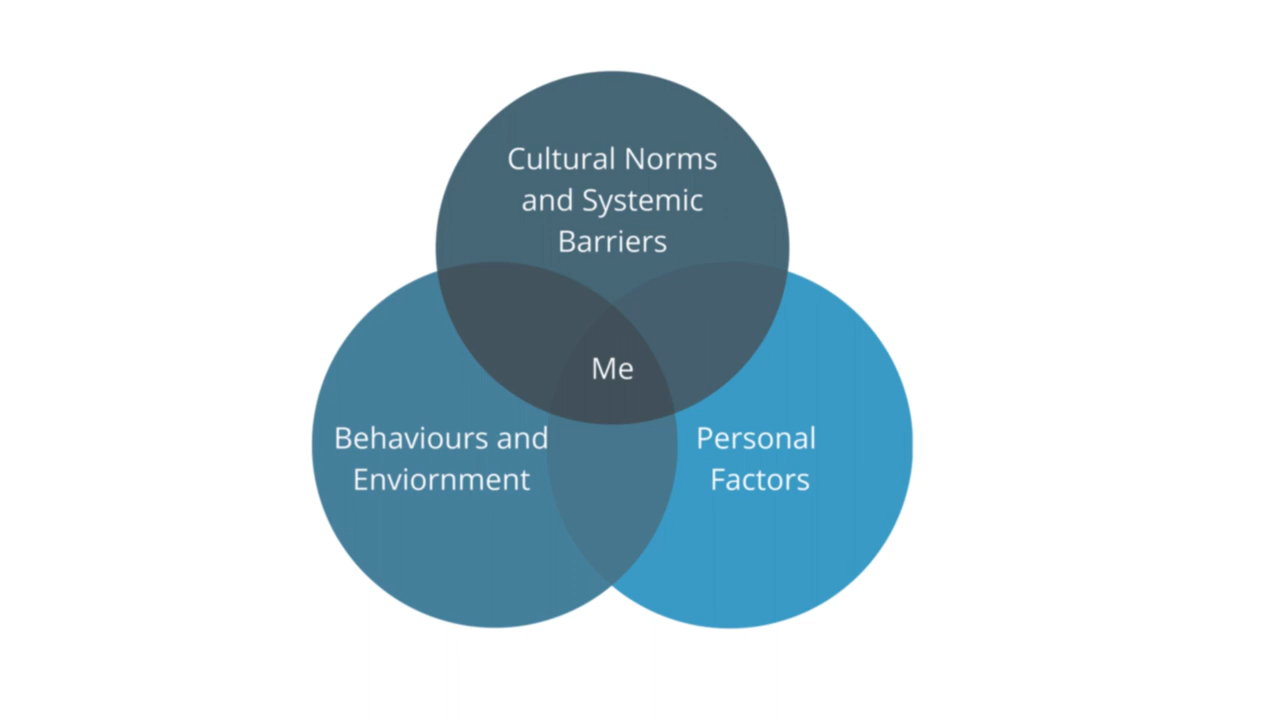 Cultural Norms
and Systemic
Barriers
Me
Behaviours and
Enviornment
Personal
Factors